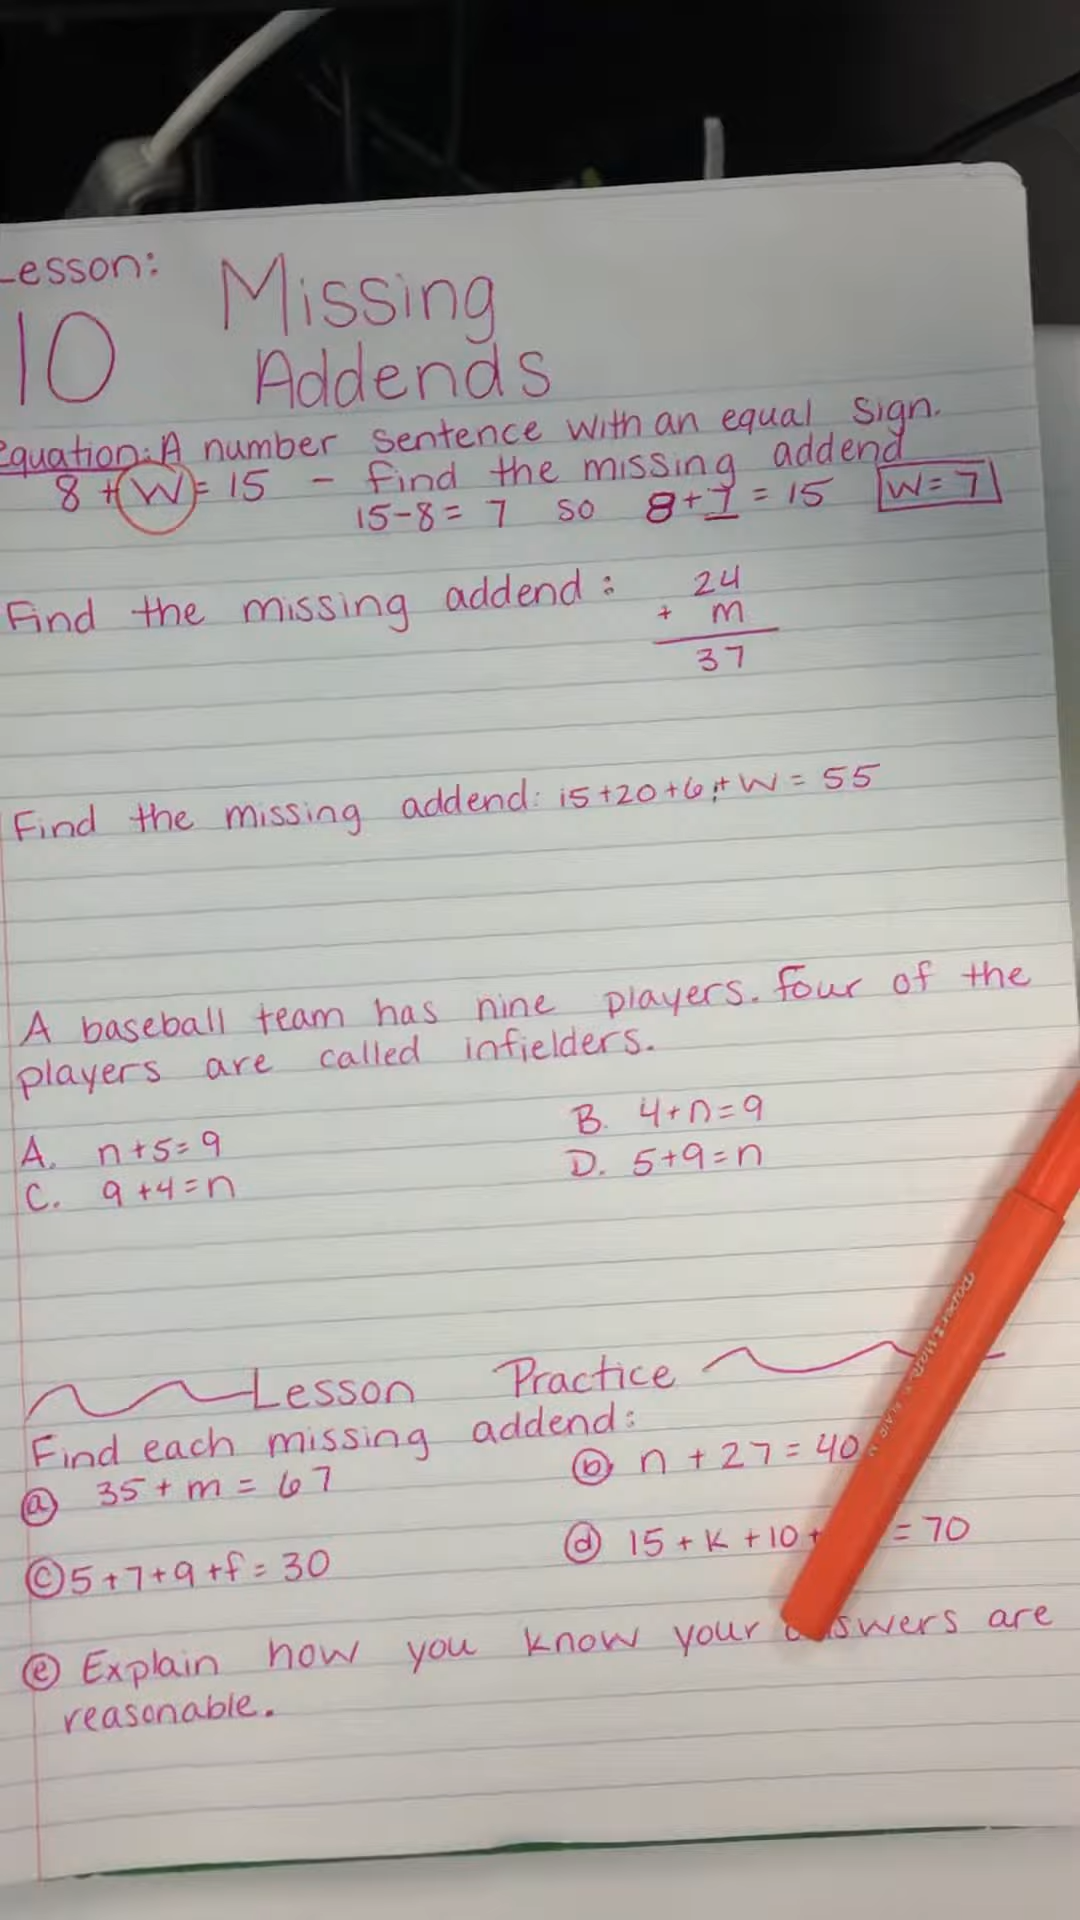 Lesson:
10
Missing
Addends
Equation: A number sentence with an equal sign.
8 + W = 15 - find the missing addend
15-8= 7 so 8+7 = 15 W=7
Find the missing addend:
24
+ m
37
Find the missing addend: 15+20+6+W = 55
A baseball team has nine players. Four of the
players are called infielders.
A. n+5=9
B. 4+n=9
C. 9+4=n
D. 5+9=n
Lesson Practice
Find each missing addend:
a 35 + m = 67
b n + 27 = 40
c 5+7+9+f= 30
d 15 + K + 10 + = 70
e Explain how you know your answers are
reasonable.
Paper Mate
FLAIR M